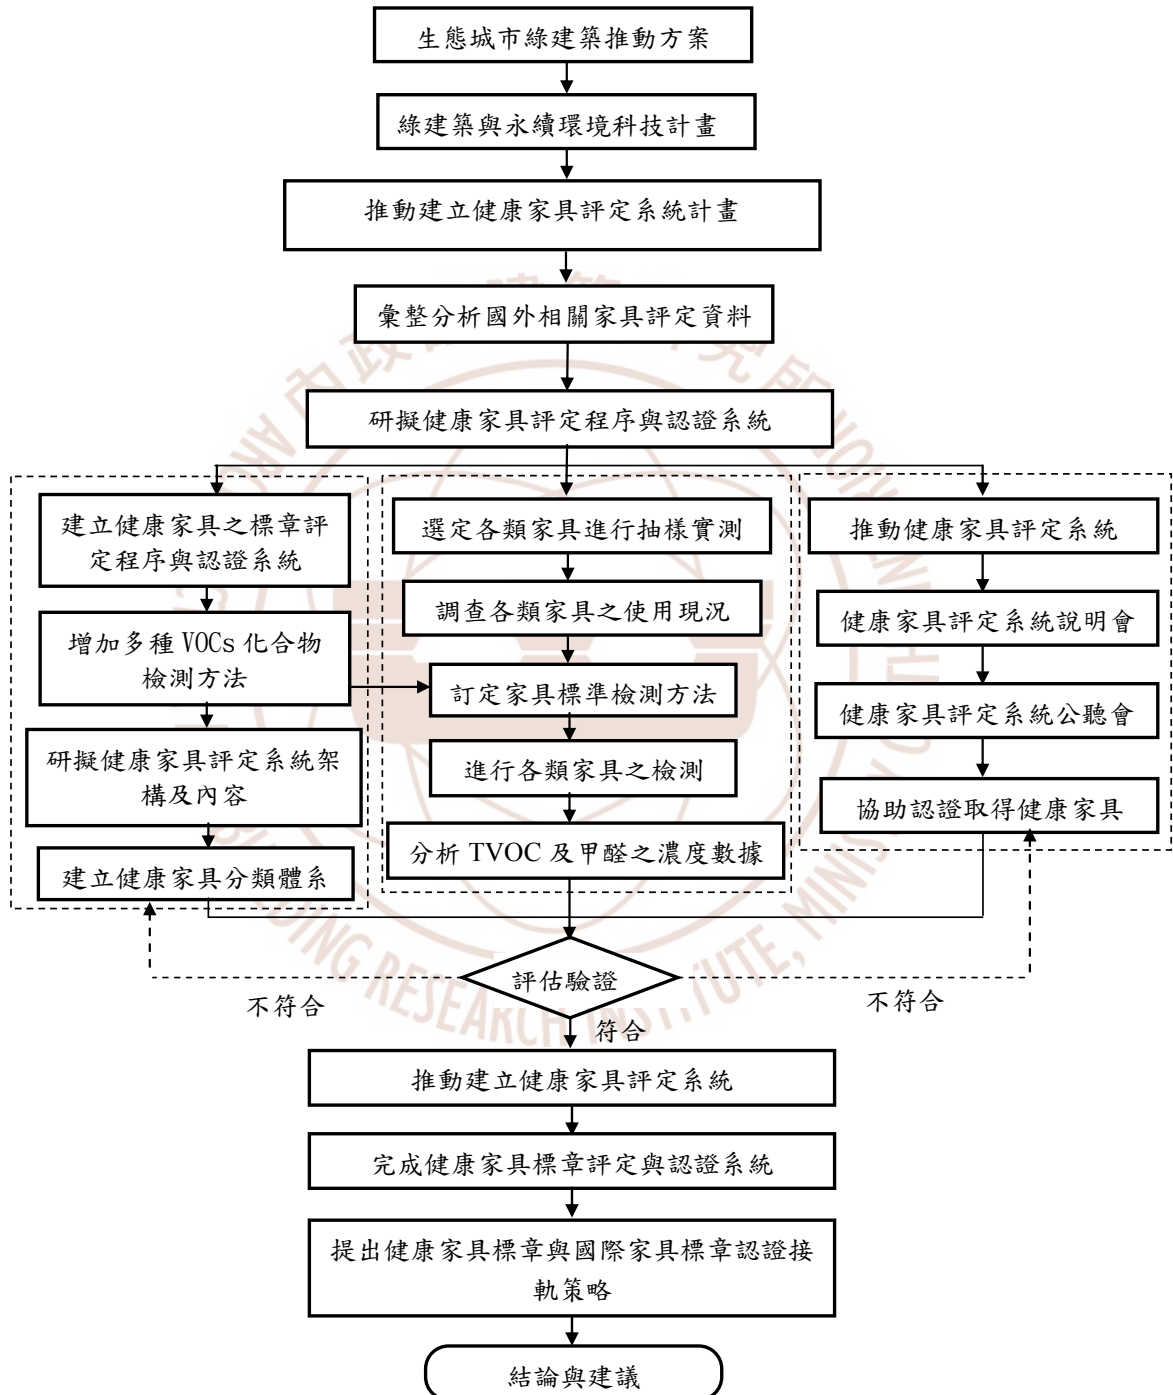 生態城市綠建築推動方案
綠建築與永續環境科技計畫
推動建立健康家具評定系統計畫
彙整分析國外相關家具評定資料
研擬健康家具評定程序與認證系統
建立健康家具之標章評
定程序與認證系統
增加多種 VOCs 化合物
檢測方法
研擬健康家具評定系統架
構及內容
建立健康家具分類體系
選定各類家具進行抽樣實測
調查各類家具之使用現況
訂定家具標準檢測方法
進行各類家具之檢測
分析 TVOC 及甲醛之濃度數據
推動健康家具評定系統
健康家具評定系統說明會
健康家具評定系統公聽會
協助認證取得健康家具
評估驗證
不符合
不符合
符合
推動建立健康家具評定系統
完成健康家具標章評定與認證系統
提出健康家具標章與國際家具標章認證接
軌策略
結論與建議